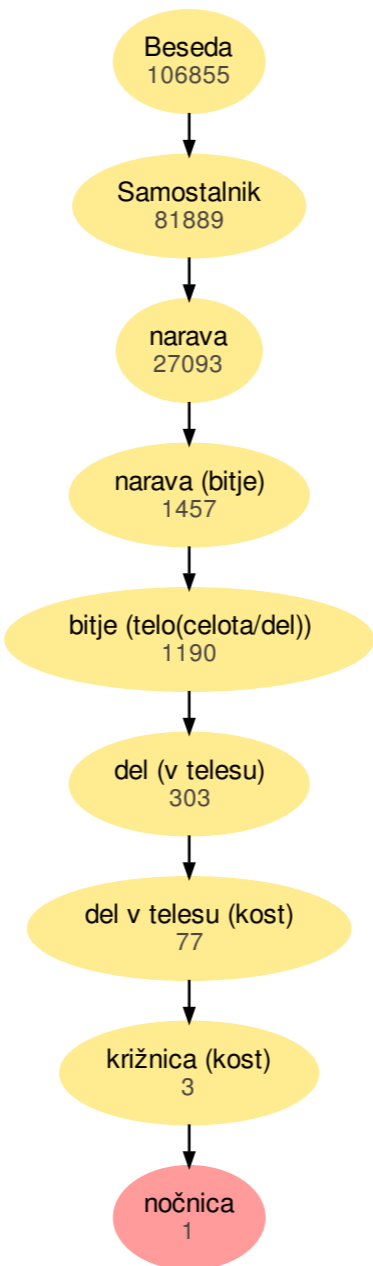 Beseda
106855
Samostalnik
81889
narava
27093
narava (bitje)
1457
bitje (telo(celota/del))
1190
del (v telesu)
303
del v telesu (kost)
77
križnica (kost)
3
nočnica
1